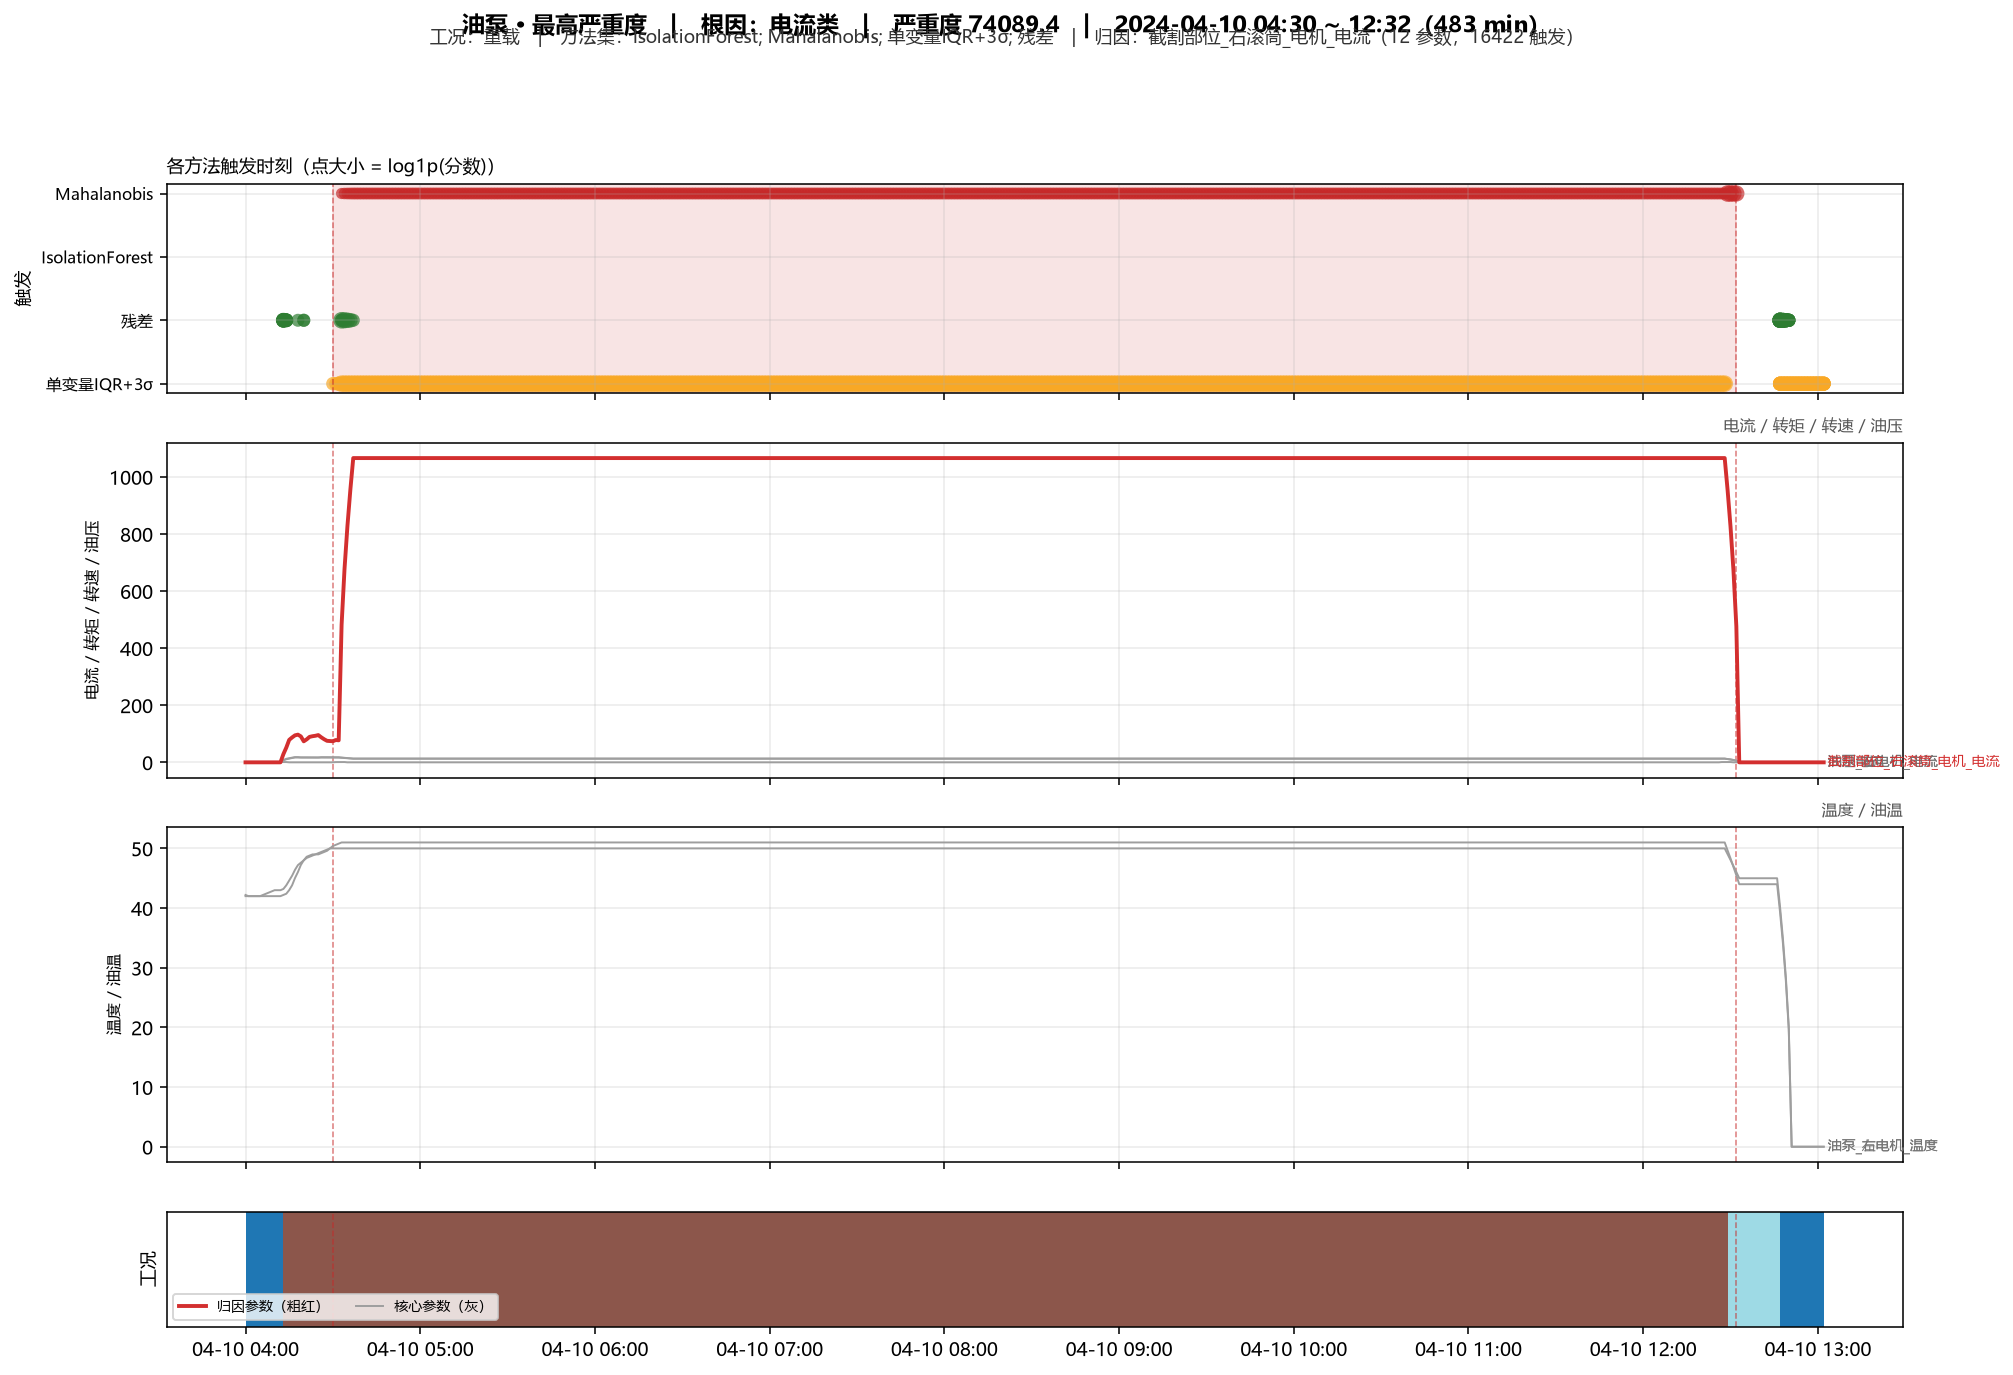 油泵 • 最高严重度 | 根因：电流类 | 严重度 74089.4 | 2024-04-10 04:30 ~ 12:32（483 min）
工况：重载 | 方法集：IsolationForest; Mahalanobis; 单变量IQR+3σ; 残差 | 归因：截割部位_右滚筒_电机_电流（12 参数，16422 触发）
各方法触发时刻（点大小 = log1p(分数)）
触发
Mahalanobis
IsolationForest
残差
单变量IQR+3σ
电流 / 转矩 / 转速 / 油压
电流 / 转矩 / 转速 / 油压
1000
800
600
400
200
0
电机_电流
温度 / 油温
温度 / 油温
50
40
30
20
10
0
电机_温度
工况
归因参数（粗红）
核心参数（灰）
04-10 04:00
04-10 05:00
04-10 06:00
04-10 07:00
04-10 08:00
04-10 09:00
04-10 10:00
04-10 11:00
04-10 12:00
04-10 13:00